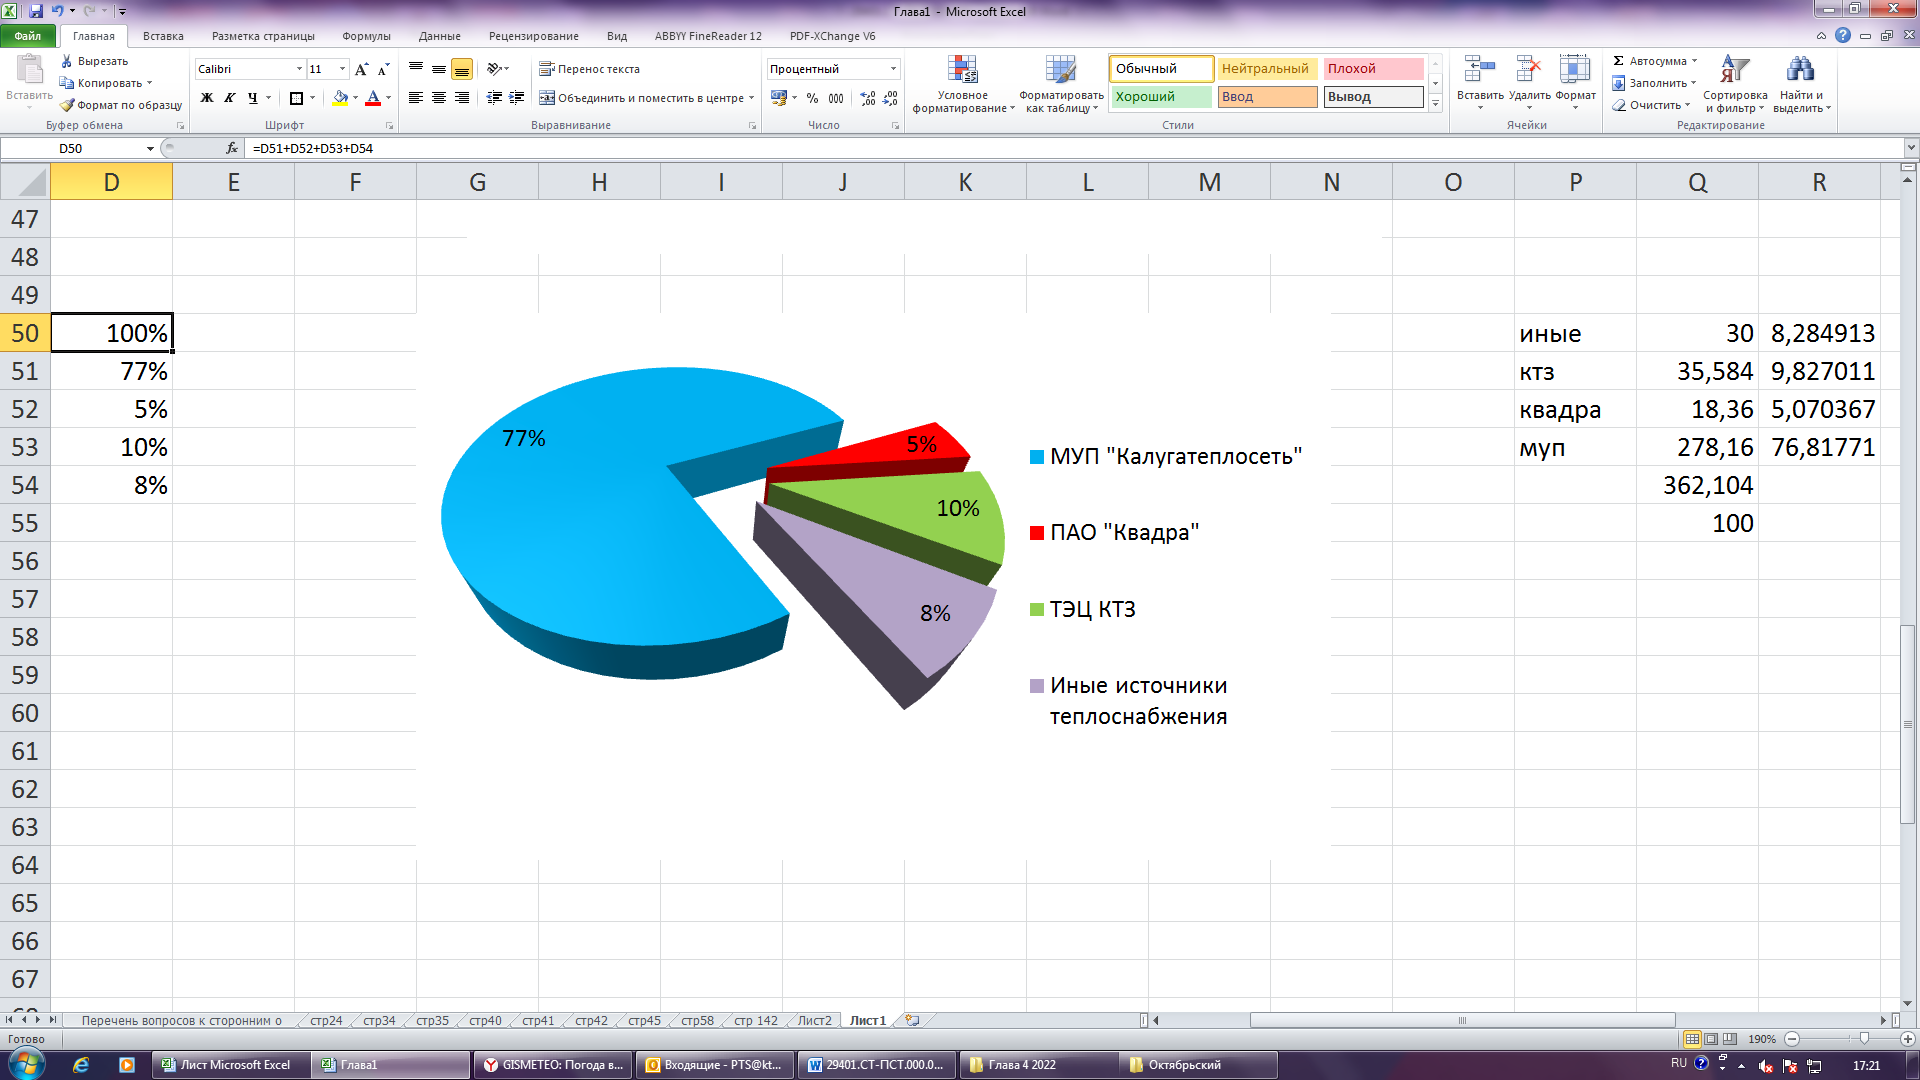 Глава1 - Microsoft Excel
Файл Главная Вставка Разметка страницы Формулы Данные Рецензирование Вид ABBYY FineReader 12 PDF-XChange V6
Вставить
Вырезать
Копировать
Формат по образцу
Буфер обмена
Calibri 11
Ж К Ч
Шрифт
Перенос текста
Объединить и поместить в центре
Выравнивание
Процентный
% 000
Число
Условное форматирование
Форматировать как таблицу
Обычный Нейтральный Плохой
Хороший Ввод Вывод
Стили
Вставить Удалить Формат
Ячейки
Σ Автосумма
Заполнить
Очистить
Сортировка и фильтр
Найти и выделить
Редактирование
D50 fx =D51+D52+D53+D54
D E F G H I J K L M N O P Q R
47
48
49
50 100% иные 30 8,284913
51 77% ктз 35,584 9,827011
52 5% квадра 18,36 5,070367
53 10% муп 278,16 76,81771
54 8% 362,104
55 100
56
57
58
59
60
61
62
63
64
65
66
67
77%
5%
10%
8%
МУП "Калугатеплосеть"
ПАО "Квадра"
ТЭЦ КТЗ
Иные источники
теплоснабжения
Перечень вопросов к сторонним о стр24 стр34 стр35 стр40 стр41 стр42 стр45 стр58 стр 142 Лист2 Лист1
Готово 190%
Лист Microsoft Excel Глава1 GISMETEO: Погода в... Входящие - PTS@kt... 29401.СТ-ПСТ.000.0... Глава 4 2022 Октябрьский RU 17:21